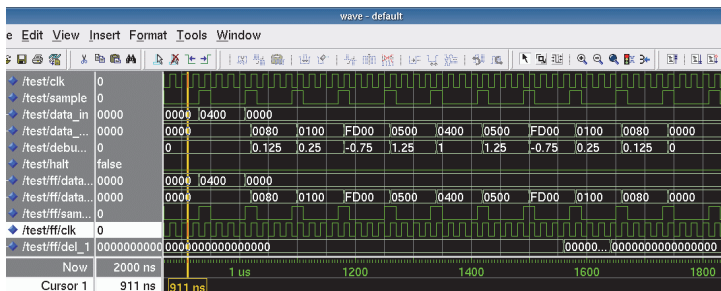 wave - default
e Edit View Insert Format Tools Window
/test/clk 0
/test/sample 0
/test/data_in 0000 0000 0400 0000
/test/data_... 0000 0000 0080 0100 FD00 0500 0400 0500 FD00 0100 0080 0000
/test/debu... 0 0 0.125 0.25 -0.75 1.25 1 1.25 -0.75 0.25 0.125 0
/test/halt false
/test/ff/data... 0000 0000 0400 0000
/test/ff/data... 0000 0000 0080 0100 FD00 0500 0400 0500 FD00 0100 0080 0000
/test/ff/sam... 0
/test/ff/clk 0
/test/ff/del_1 0000000000 0000000000000000 00000... 0000000000000000
Now 2000 ns 1 us 1200 1400 1600 1800
Cursor 1 911 ns 911 ns